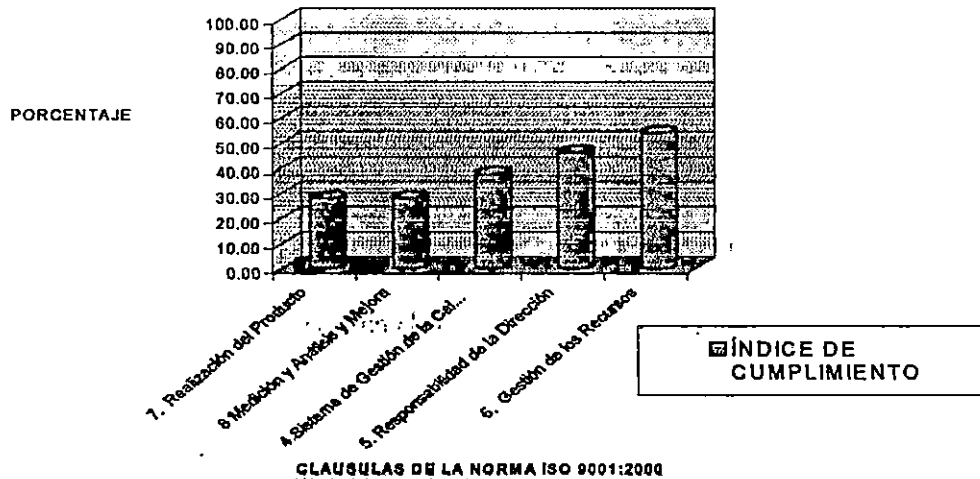 100.00
90.00
80.00
70.00
60.00
50.00
40.00
30.00
20.00
10.00
0.00
PORCENTAJE
7. Realización del Producto
8 Medición y Análisis y Mejora
4.Sistema de Gestión de la Cal...
5. Responsabilidad de la Dirección
6. Gestión de los Recursos
ÍNDICE DE
CUMPLIMIENTO
CLAUSULAS DE LA NORMA ISO 9001:2000